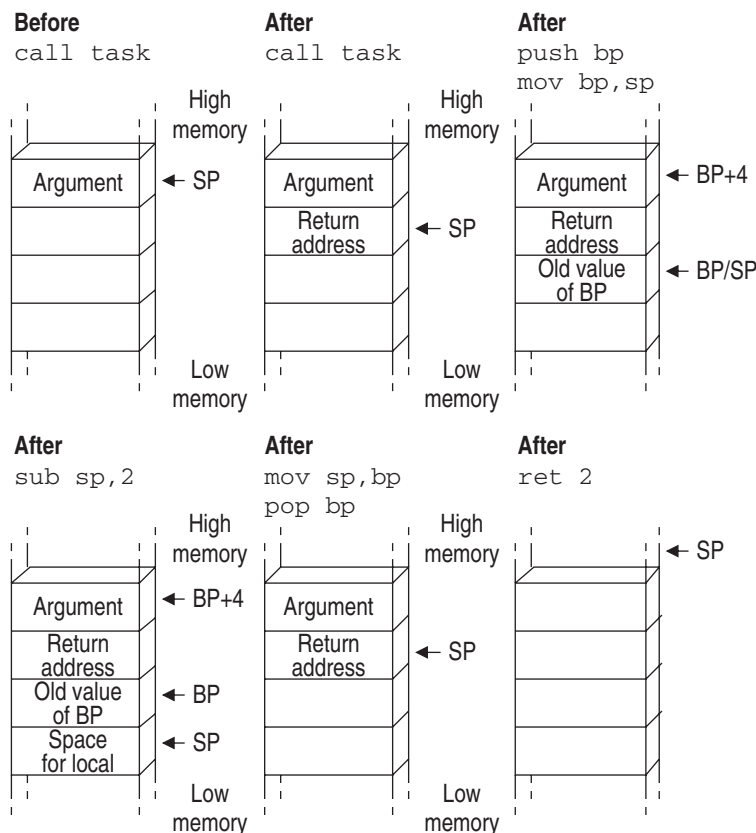 Before
call task
High
memory
Argument
SP
Low
memory
After
call task
High
memory
Argument
Return
address
SP
Low
memory
After
push bp
mov bp,sp
Argument
BP+4
Return
address
Old value
of BP
BP/SP
After
sub sp,2
High
memory
Argument
BP+4
Return
address
Old value
of BP
BP
Space
for local
SP
Low
memory
After
mov sp,bp
pop bp
High
memory
Argument
Return
address
SP
Low
memory
After
ret 2
SP